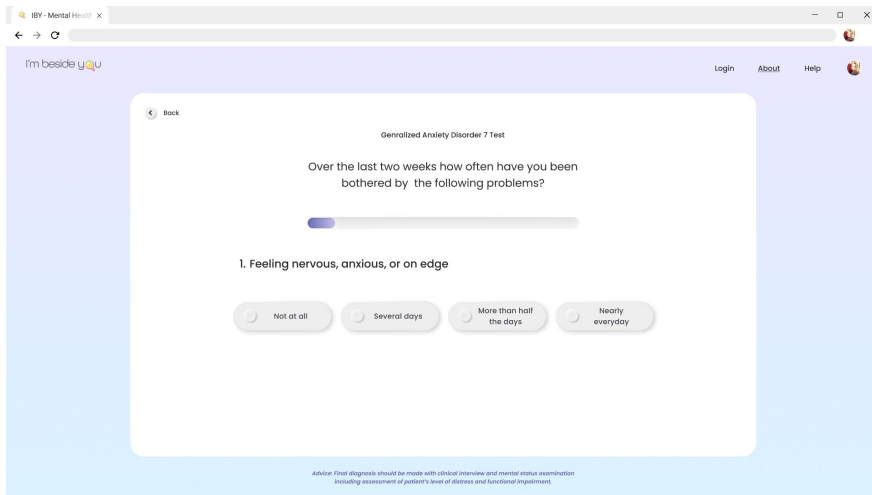 IBY - Mental Health
I'm beside you
Login About Help
Back
Genralized Anxiety Disorder 7 Test
Over the last two weeks how often have you been
bothered by the following problems?
1. Feeling nervous, anxious, or on edge
Not at all
Several days
More than half
the days
Nearly
everyday
Advice: Final diagnosis should be made with clinical interview and mental status examination
including assessment of patient's level of distress and functional impairment.